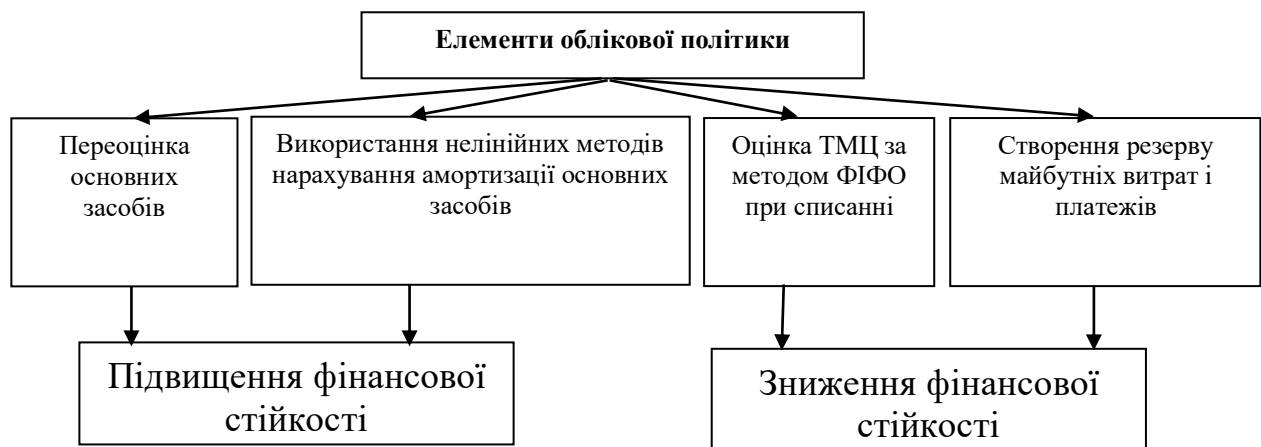 Елементи облікової політики
Переоцінка
основних
засобів
Використання нелінійних методів
нарахування амортизації основних
засобів
Оцінка ТМЦ за
методом ФІФО
при списанні
Створення резерву
майбутніх витрат і
платежів
Підвищення фінансової
стійкості
Зниження фінансової
стійкості